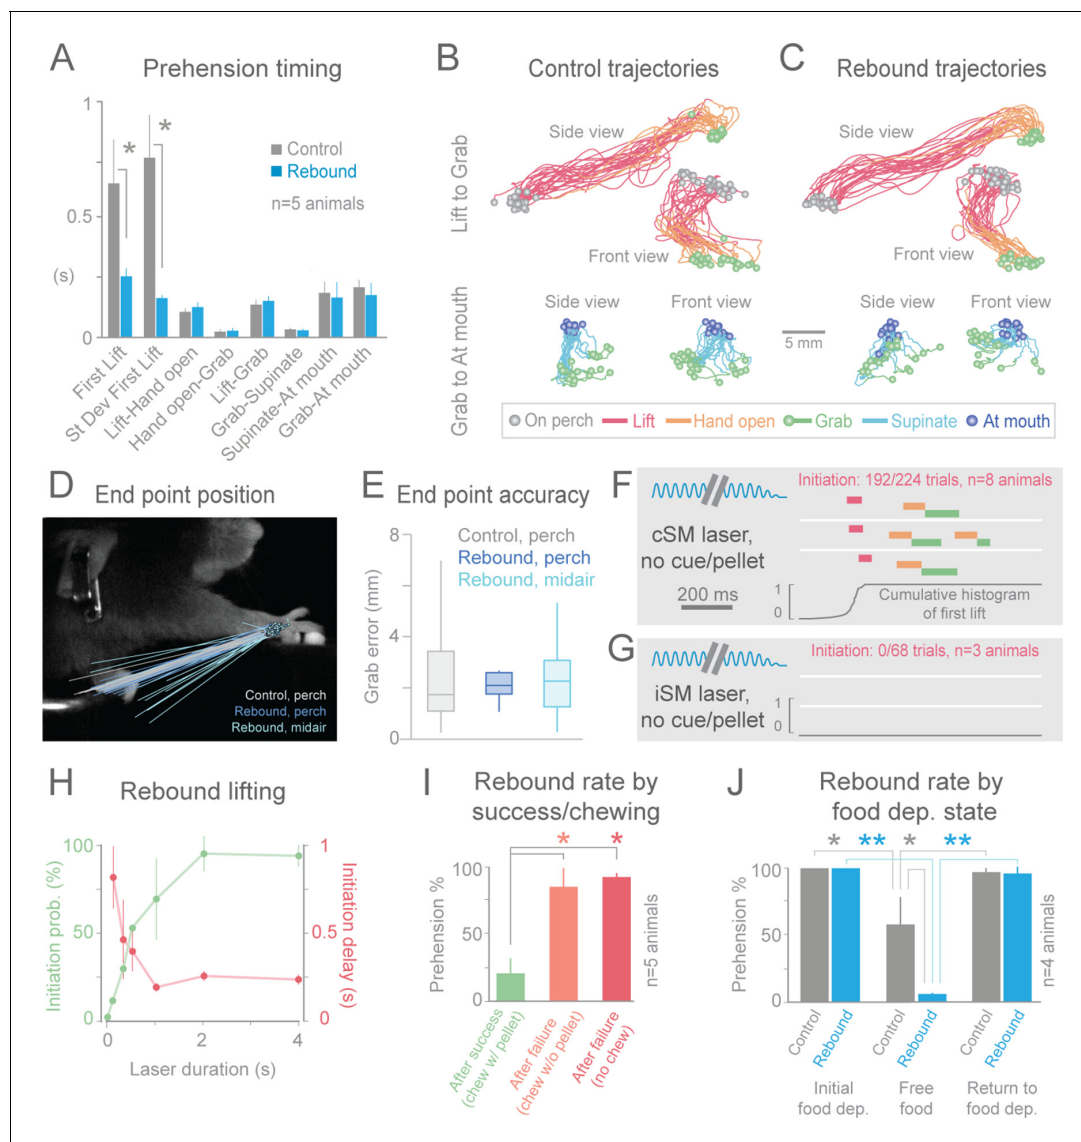 A Prehension timing
1
0.5
(s)
0
* *
Control
Rebound
n=5 animals
First Lift
St Dev First Lift
Lift-Hand open
Hand open-Grab
Lift-Grab
Grab-Supinate
Supinate-At mouth
Grab-At mouth
B Control trajectories
C Rebound trajectories
Lift to Grab
Side view
Front view
Side view
Front view
Grab to At mouth
Side view
Front view
5 mm
Side view
Front view
On perch Lift Hand open Grab Supinate At mouth
D End point position
Control, perch
Rebound, perch
Rebound, midair
E End point accuracy
Grab error (mm)
8
4
0
Control, perch
Rebound, perch
Rebound, midair
F
cSM laser,
no cue/pellet
200 ms
Initiation: 192/224 trials, n=8 animals
1
0
Cumulative histogram
of first lift
G
iSM laser,
no cue/pellet
Initiation: 0/68 trials, n=3 animals
1
0
H Rebound lifting
Initiation prob. (%)
100
50
0
1
0.5
0
Initiation delay (s)
0 2 4
Laser duration (s)
I Rebound rate by
success/chewing
* *
Prehension %
100
50
0
n=5 animals
After success
(chew w/ pellet)
After failure
(chew w/o pellet)
After failure
(no chew)
J Rebound rate by
food dep. state
* ** * **
Prehension %
100
50
0
n=4 animals
Control
Rebound
Control
Rebound
Control
Rebound
Initial
food dep.
Free
food
Return to
food dep.